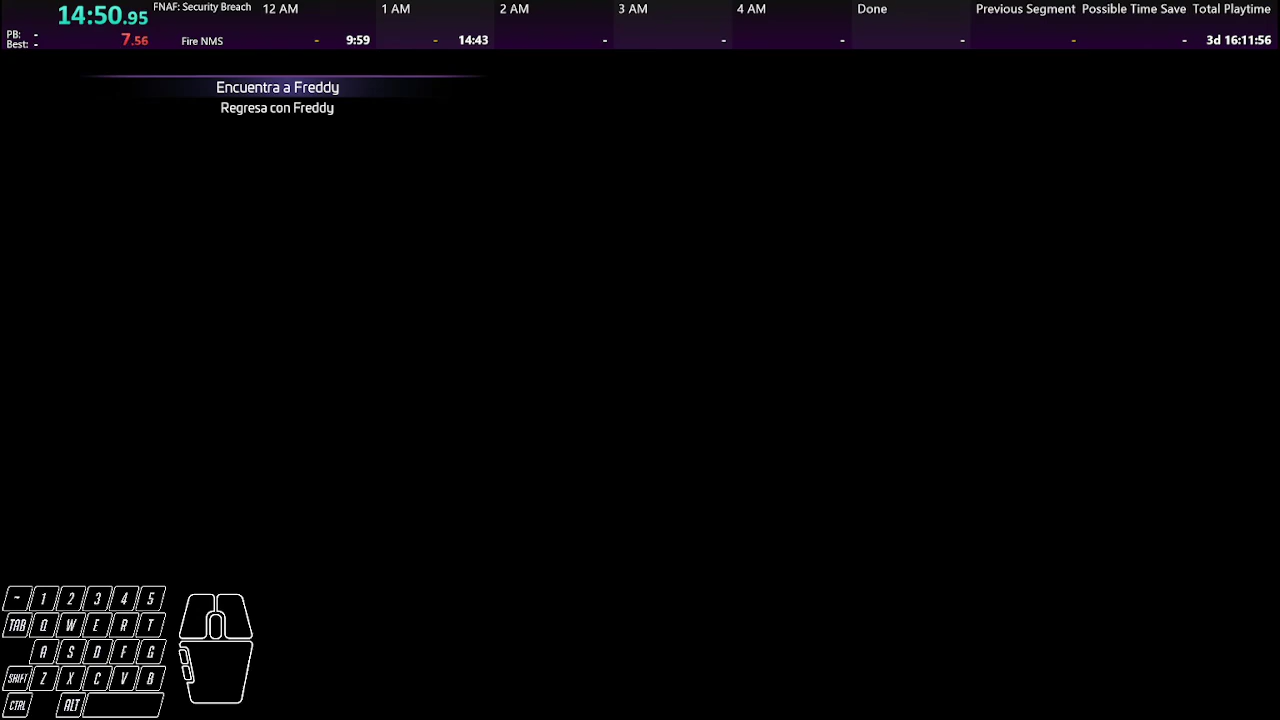 14:50.95 FNAF: Security Breach 12 AM 1 AM 2 AM 3 AM 4 AM Done Previous Segment Possible Time Save Total Playtime
PB: -
Best: - 7.56 Fire NMS - 9:59 - 14:43 - - - - - - 3d 16:11:56
Encuentra a Freddy
Regresa con Freddy
~ 1 2 3 4 5
TAB Q W E R T
A S D F G
SHIFT Z X C V B
CTRL ALT